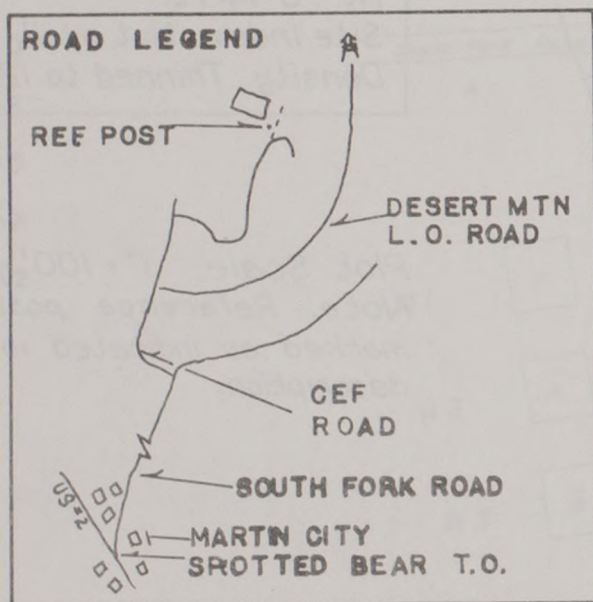 ROAD LEGEND
REF POST
DESERT MTN
L.O. ROAD
CEF
ROAD
SOUTH FORK ROAD
US#2
MARTIN CITY
SPOTTED BEAR T.O.